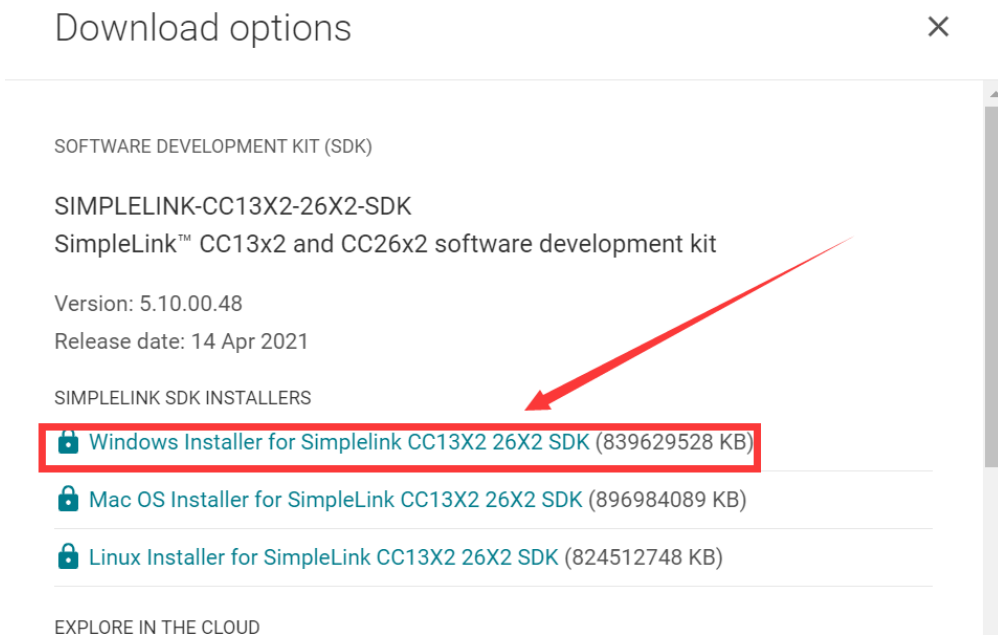 Download options
SOFTWARE DEVELOPMENT KIT (SDK)
SIMPLELINK-CC13X2-26X2-SDK
SimpleLink™ CC13x2 and CC26x2 software development kit
Version: 5.10.00.48
Release date: 14 Apr 2021
SIMPLELINK SDK INSTALLERS
Windows Installer for Simplelink CC13X2 26X2 SDK (839629528 KB)
Mac OS Installer for SimpleLink CC13X2 26X2 SDK (896984089 KB)
Linux Installer for SimpleLink CC13X2 26X2 SDK (824512748 KB)
EXPLORE IN THE CLOUD